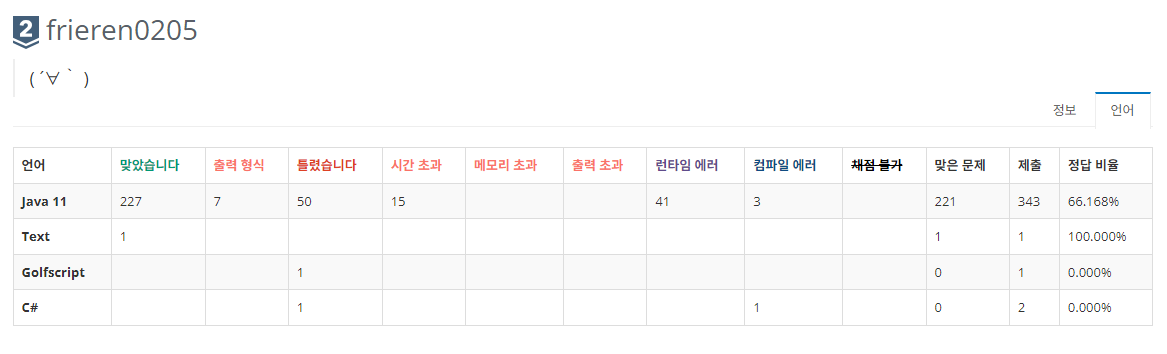 2 frieren0205
( ´∀｀ )
정보 언어
언어 맞았습니다 출력 형식 틀렸습니다 시간 초과 메모리 초과 출력 초과 런타임 에러 컴파일 에러 채점 불가 맞은 문제 제출 정답 비율
Java 11 227 7 50 15 41 3 221 343 66.168%
Text 1 1 1 100.000%
Golfscript 1 0 1 0.000%
C# 1 1 0 2 0.000%